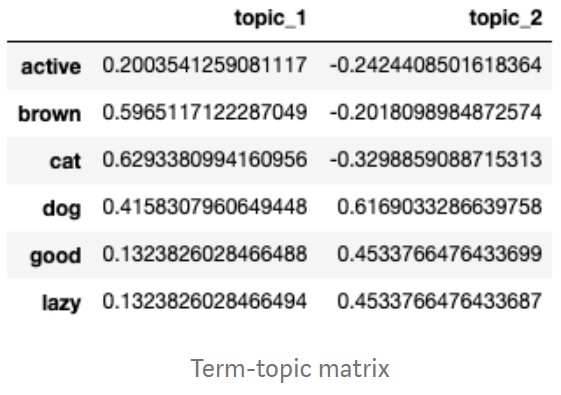 topic_1 topic_2
active 0.2003541259081117 -0.2424408501618364
brown 0.5965117122287049 -0.2018098984872574
cat 0.6293380994160956 -0.3298859088715313
dog 0.4158307960649448 0.6169033286639758
good 0.1323826028466488 0.4533766476433699
lazy 0.1323826028466494 0.4533766476433687
Term-topic matrix